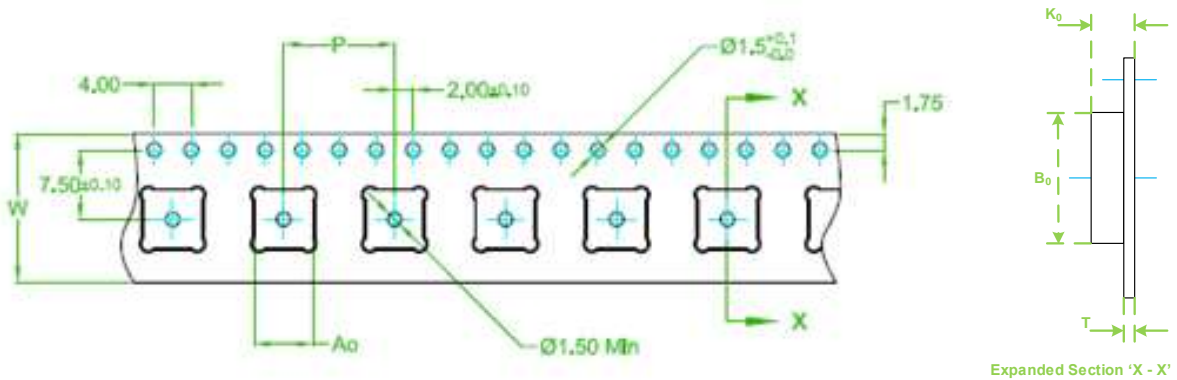 P
Ø1.5+0.1-0.0
4.00
2.00±0.10
X
1.75
7.50±0.10
W
Ao
Ø1.50 Min
X
K0
B0
T
Expanded Section ‘X - X’